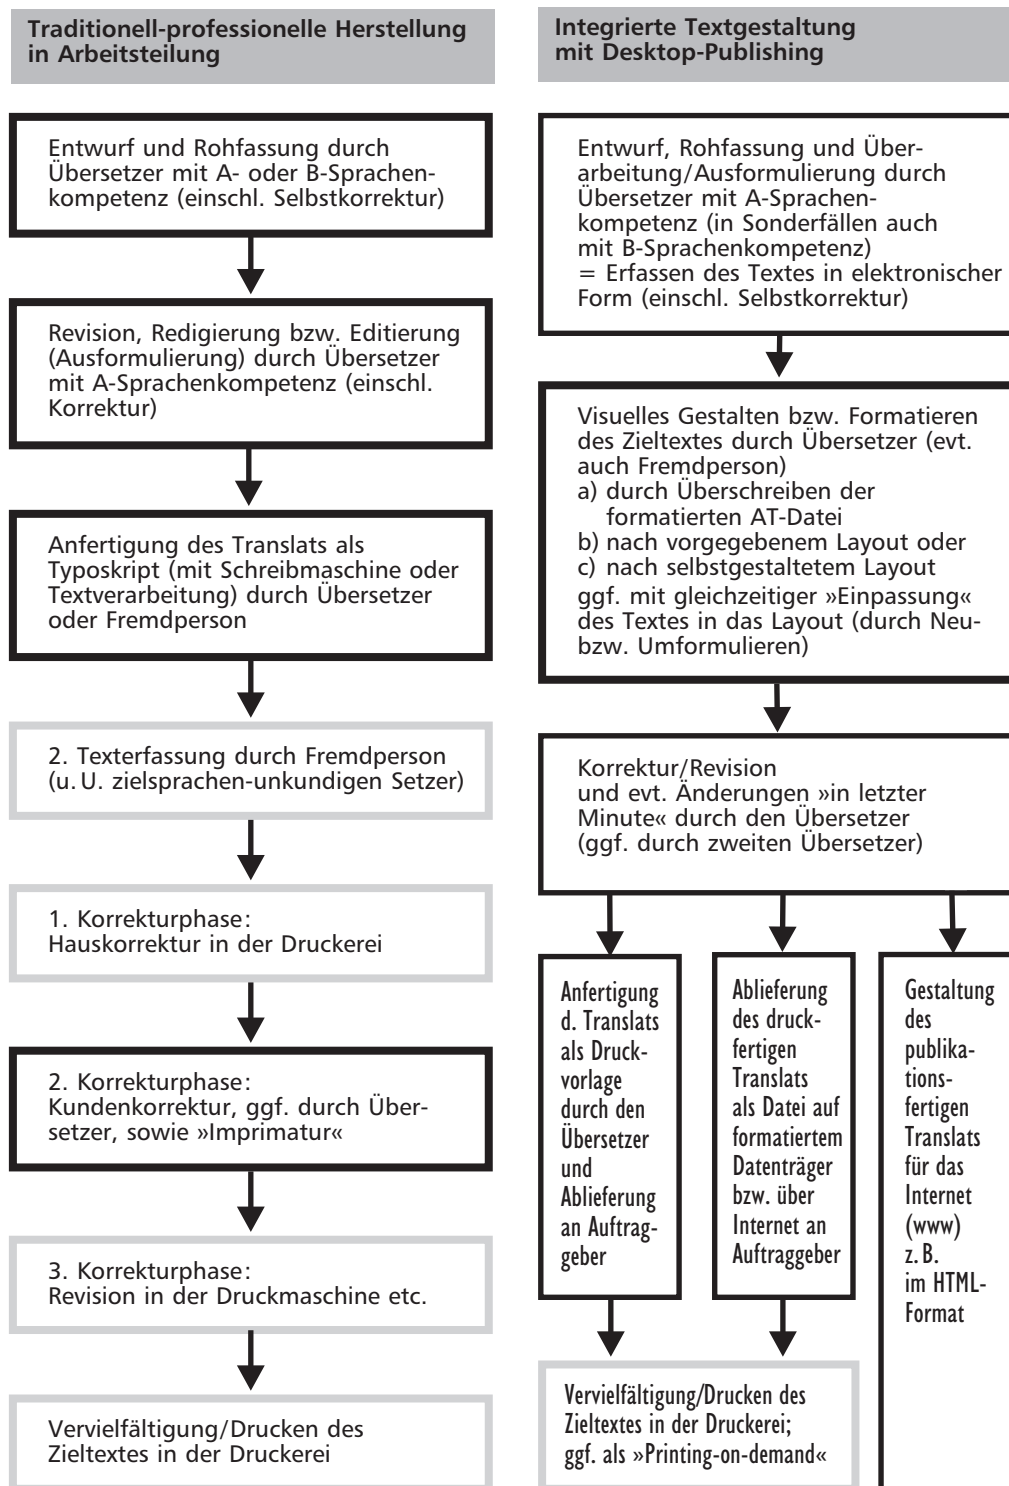 Traditionell-professionelle Herstellung
in Arbeitsteilung
Entwurf und Rohfassung durch
Übersetzer mit A- oder B-Sprachen-
kompetenz (einschl. Selbstkorrektur)
Revision, Redigierung bzw. Editierung
(Ausformulierung) durch Übersetzer
mit A-Sprachenkompetenz (einschl.
Korrektur)
Anfertigung des Translats als
Typoskript (mit Schreibmaschine oder
Textverarbeitung) durch Übersetzer
oder Fremdperson
2. Texterfassung durch Fremdperson
(u. U. zielsprachen-unkundigen Setzer)
1. Korrekturphase:
Hauskorrektur in der Druckerei
2. Korrekturphase:
Kundenkorrektur, ggf. durch Über-
setzer, sowie »Imprimatur«
3. Korrekturphase:
Revision in der Druckmaschine etc.
Vervielfältigung/Drucken des
Zieltextes in der Druckerei
Integrierte Textgestaltung
mit Desktop-Publishing
Entwurf, Rohfassung und Über-
arbeitung/Ausformulierung durch
Übersetzer mit A-Sprachen-
kompetenz (in Sonderfällen auch
mit B-Sprachenkompetenz)
= Erfassen des Textes in elektronischer
Form (einschl. Selbstkorrektur)
Visuelles Gestalten bzw. Formatieren
des Zieltextes durch Übersetzer (evt.
auch Fremdperson)
a) durch Überschreiben der
formatierten AT-Datei
b) nach vorgegebenem Layout oder
c) nach selbstgestaltetem Layout
ggf. mit gleichzeitiger »Einpassung«
des Textes in das Layout (durch Neu-
bzw. Umformulieren)
Korrektur/Revision
und evt. Änderungen »in letzter
Minute« durch den Übersetzer
(ggf. durch zweiten Übersetzer)
Anfertigung
d. Translats
als Druck-
vorlage
durch den
Übersetzer
und
Ablieferung
an Auftrag-
geber
Ablieferung
des druck-
fertigen
Translats
als Datei auf
formatiertem
Datenträger
bzw. über
Internet an
Auftraggeber
Gestaltung
des
publika-
tions-
fertigen
Translats
für das
Internet
(www)
z. B.
im HTML-
Format
Vervielfältigung/Drucken des
Zieltextes in der Druckerei;
ggf. als »Printing-on-demand«